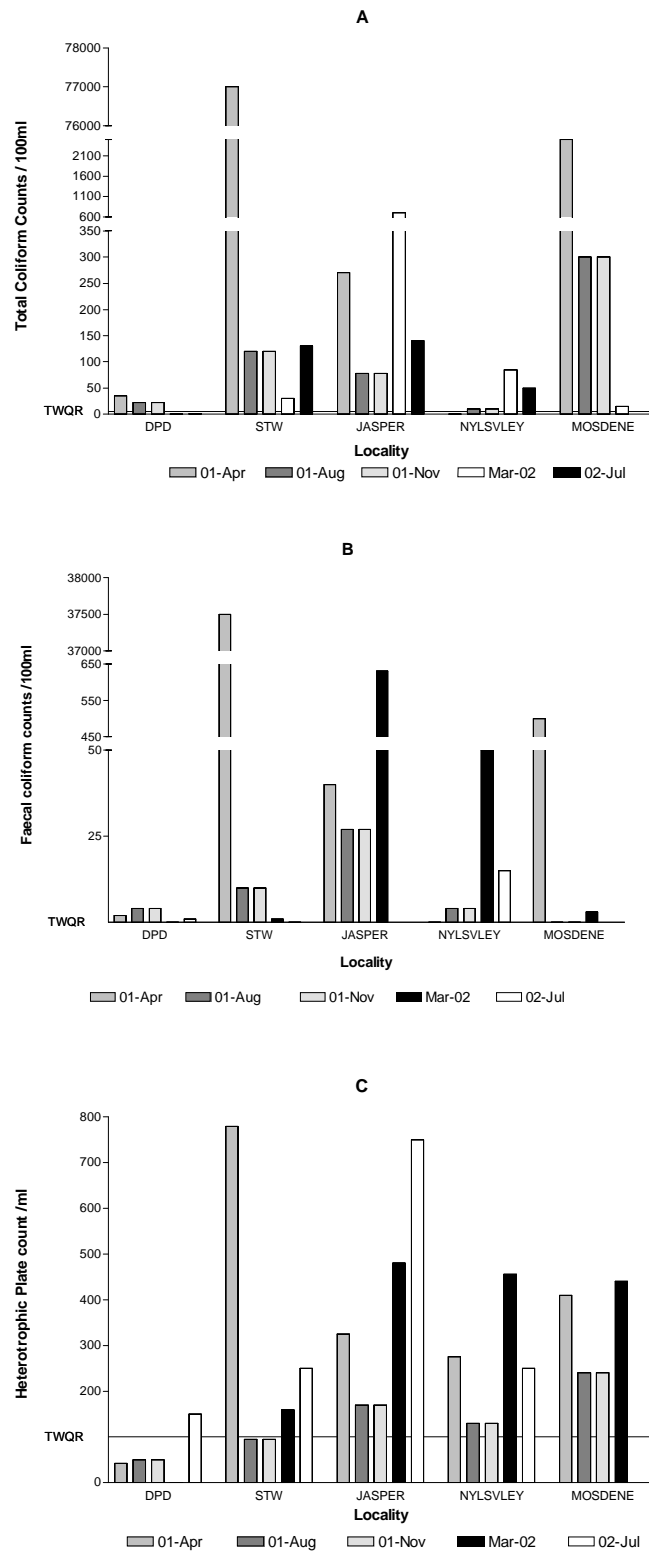 A
Total Coliform Counts / 100ml
78000
77000
76000
2100
1600
1100
600
350
300
250
200
150
100
50
0
TWQR
DPD STW JASPER NYLSVLEY MOSDENE
Locality
01-Apr 01-Aug 01-Nov Mar-02 02-Jul
B
Faecal coliform counts /100ml
38000
37500
37000
650
550
450
50
25
TWQR
DPD STW JASPER NYLSVLEY MOSDENE
Locality
01-Apr 01-Aug 01-Nov Mar-02 02-Jul
C
Heterotrophic Plate count /ml
800
700
600
500
400
300
200
TWQR
0
DPD STW JASPER NYLSVLEY MOSDENE
Locality
01-Apr 01-Aug 01-Nov Mar-02 02-Jul